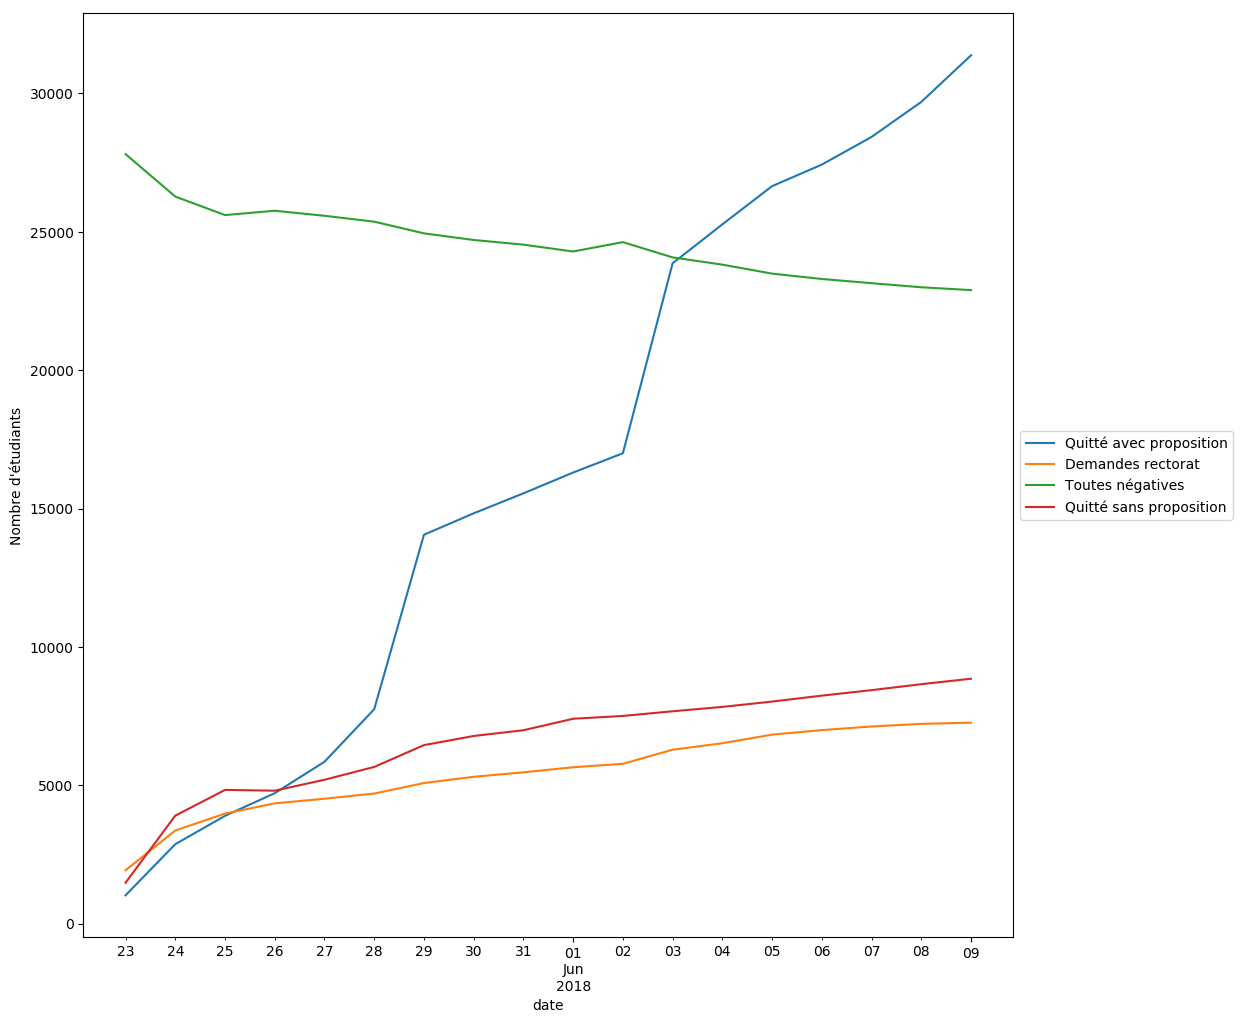 Nombre d'étudiants
30000
25000
20000
15000
10000
5000
0
23 24 25 26 27 28 29 30 31 01 02 03 04 05 06 07 08 09
Jun
2018
date
Quitté avec proposition
Demandes rectorat
Toutes négatives
Quitté sans proposition